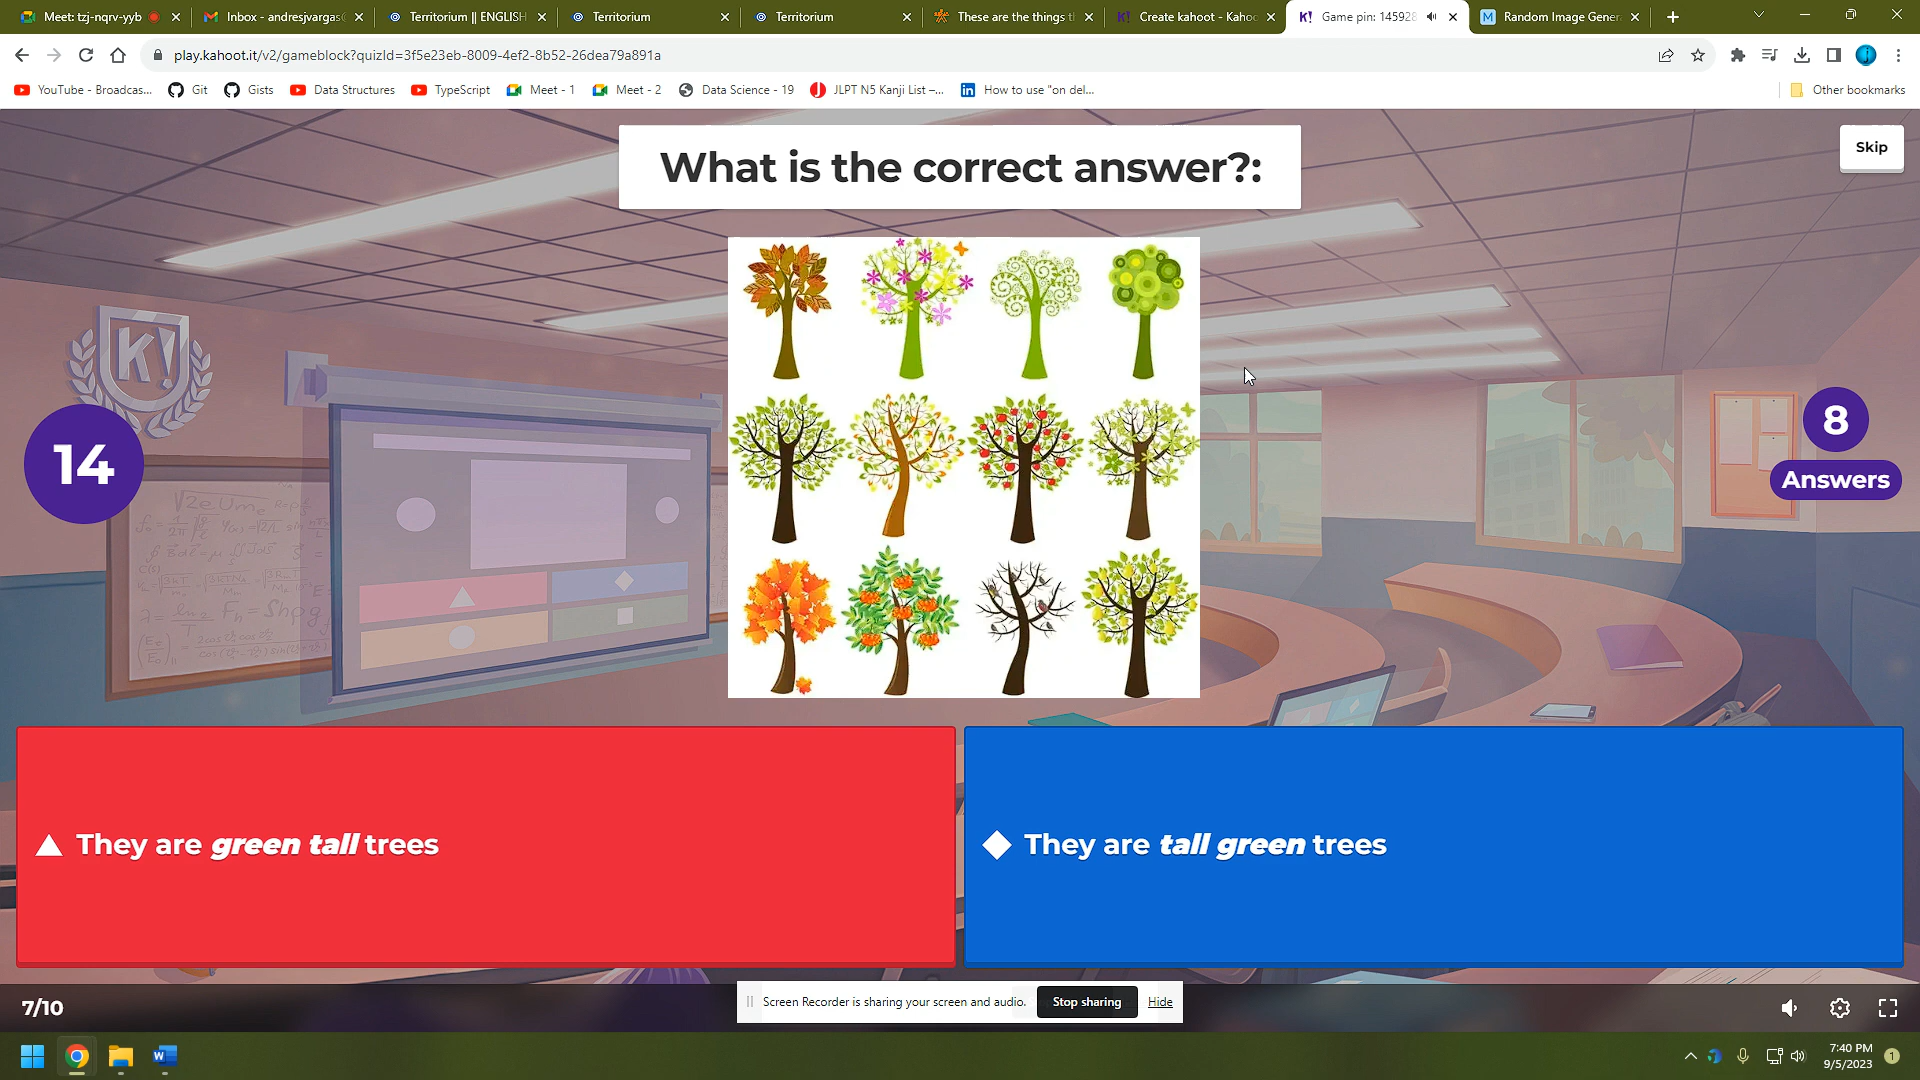 Meet: tzj-nqrv-yyb
Inbox - andresjvargas
Territorium || ENGLISH
Territorium
Territorium
These are the things t
Create kahoot - Kahoo
Game pin: 145928
Random Image Gener
play.kahoot.it/v2/gameblock?quizId=3f5e23eb-8009-4ef2-8b52-26dea79a891a
YouTube - Broadcas...
Git
Gists
Data Structures
TypeScript
Meet - 1
Meet - 2
Data Science - 19
JLPT N5 Kanji List –...
How to use "on del...
Other bookmarks
What is the correct answer?:
Skip
K!
14
8
Answers
They are green tall trees
They are tall green trees
7/10
Screen Recorder is sharing your screen and audio.
Stop sharing
Hide
7:40 PM
9/5/2023
1